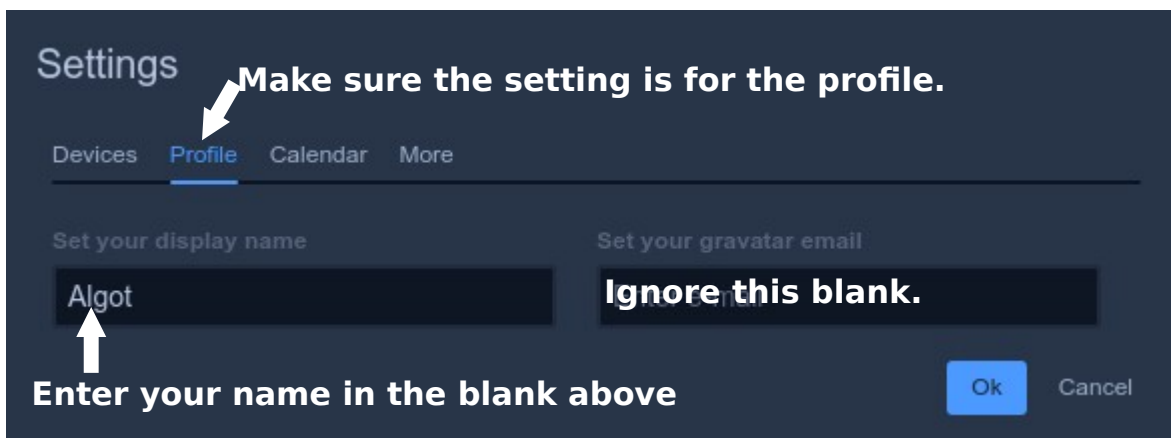 Settings
Make sure the setting is for the profile.
Devices Profile Calendar More
Set your display name
Set your gravatar email
Algot
Ignore this blank.
Enter your name in the blank above
Ok Cancel